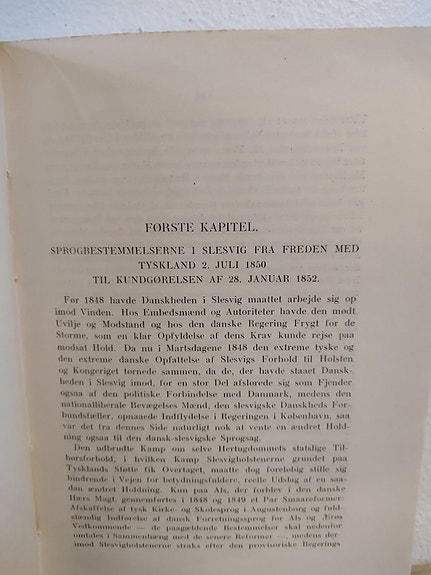 FØRSTE KAPITEL.
SPROGBESTEMMELSERNE I SLESVIG FRA FREDEN MED
TYSKLAND 2. JULI 1850
TIL KUNDGØRELSEN AF 28. JANUAR 1852.
Før 1848 havde Danskheden i Slesvig maattet arbejde sig op
imod Vinden. Hos Embedsmænd og Autoriteter havde den mødt
Uvilje og Modstand og hos den danske Regering Frygt for de
Storme, som en klar Opfyldelse af dens Krav kunde rejse paa
modsat Hold. Da nu i Martsdagene 1848 den extreme tyske og
den extreme danske Opfattelse af Slesvigs Forhold til Holsten
og Kongeriget tørnede sammen, da de, der havde staaet Dansk-
heden i Slesvig imod, for en stor Del afslørede sig som Fjender
ogsaa af den politiske Forbindelse med Danmark, medens den
nationalliberale Bevægelses Mænd, den slesvigske Danskheds For-
bundsfæller, opnaaede Indflydelse i Regeringen i København, saa
var det fra dennes Side naturligt nok at vente en ændret Hold-
ning ogsaa til den dansk-slesvigske Sprogsag.
Den udbrudte Kamp om selve Hertugdømmets statslige Til-
hørsforhold, i hvilken Kamp Slesvigholstenerne grundet paa
Tysklands Støtte fik Overtaget, maatte dog foreløbig stille sig
hindrende i Vejen for betydningsfuldere, reelle Udslag af en saa-
dan ændret Holdning. Kun paa Als, der forblev i den danske
Hærs Magt, gennemførtes i 1848 og 1849 et Par Smaareformer:
Afskaffelse af tysk Kirke- og Skolesprog i Augustenborg og fuld-
stændig Indførelse af dansk Forretningssprog for Als og Ærøs
Vedkommende — de paagældende Bestemmelser skal nedenfor
omtales i Sammenhæng med de senere Reformer —, medens der
imod Slesvigholstenerne straks efter den provisoriske Regerings